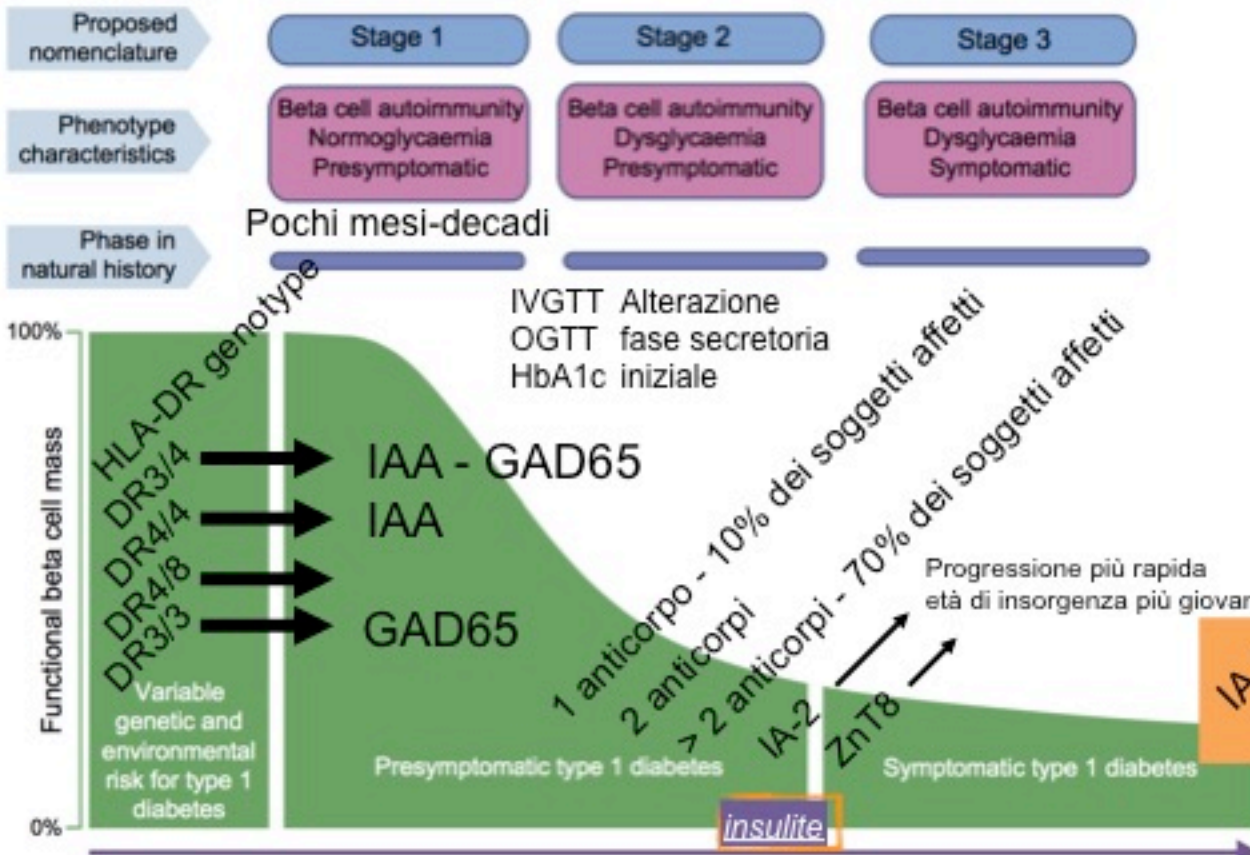 Proposed
nomenclature
Stage 1
Stage 2
Stage 3
Phenotype
characteristics
Beta cell autoimmunity
Normoglycaemia
Presymptomatic
Beta cell autoimmunity
Dysglycaemia
Presymptomatic
Beta cell autoimmunity
Dysglycaemia
Symptomatic
Phase in
natural history
Pochi mesi-decadi
IVGTT Alterazione
OGTT fase secretoria
HbA1c iniziale
100%
Functional beta cell mass
0%
HLA-DR genotype
DR3/4
DR4/4
DR4/8
DR3/3
IAA - GAD65
IAA
GAD65
1 anticorpo - 10% dei soggetti affetti
2 anticorpi
> 2 anticorpi - 70% dei soggetti affetti
IA-2
ZnT8
Progressione più rapida
età di insorgenza più giovan
IA
Variable
genetic and
environmental
risk for type 1
diabetes
Presymptomatic type 1 diabetes
Symptomatic type 1 diabetes
insulite